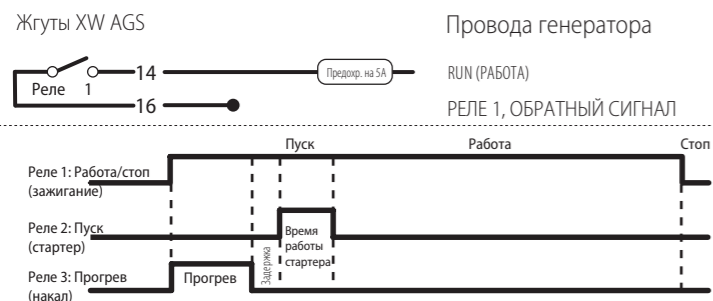 Жгуты XW AGS
Провода генератора
14
Предохр. на 5А
RUN (РАБОТА)
Реле 1
16
РЕЛЕ 1, ОБРАТНЫЙ СИГНАЛ
Пуск
Работа
Стоп
Реле 1: Работа/стоп
(зажигание)
Реле 2: Пуск
(стартер)
Время
работы
стартера
Задержка
Реле 3: Прогрев
(накал)
Прогрев